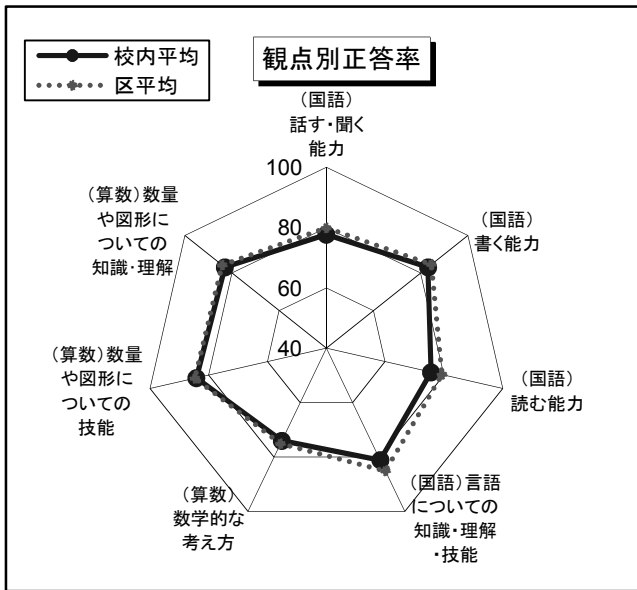 校内平均
区平均
観点別正答率
（国語）
話す・聞く
能力
100
80
60
40
（国語）
書く能力
（国語）
読む能力
（国語）言語
についての
知識・理解
・技能
（算数）
数学的な
考え方
（算数）数量
や図形に
ついての
技能
（算数）数量
や図形に
ついての
知識・理解